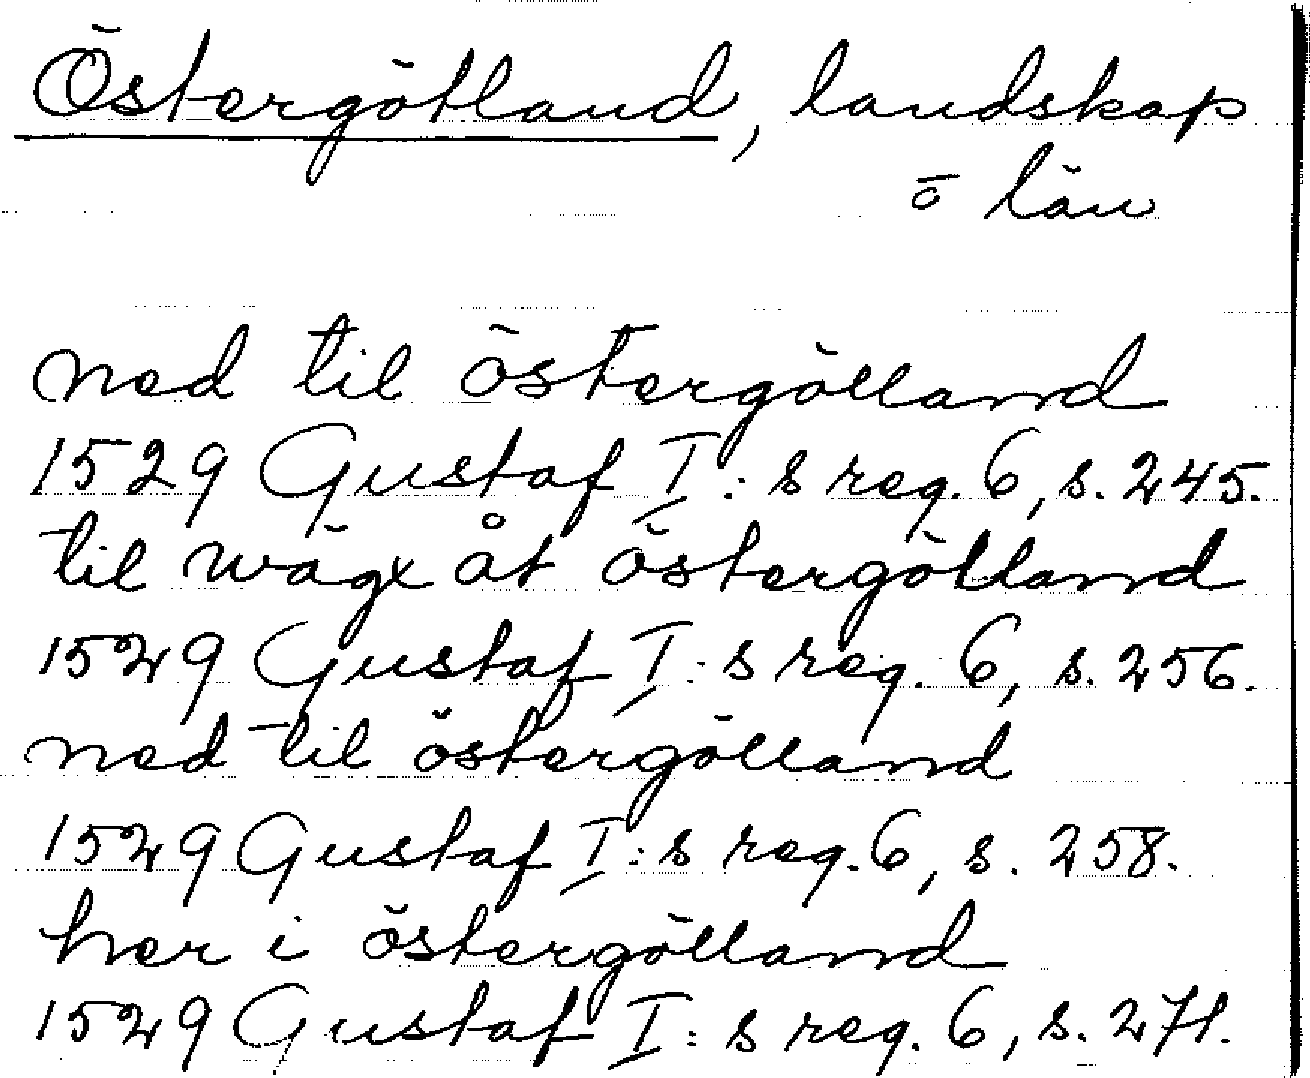 Östergötland, landskap
o län
ned til östergölland
1529 Gustaf I:s reg. 6, s. 245.
til wägx åt östergötland
1529 Gustaf I:s reg. 6, s. 256.
ned til östergölland
1529 Gustaf I:s reg. 6, s. 258.
her i östergölland
1529 Gustaf I:s reg. 6, s. 271.